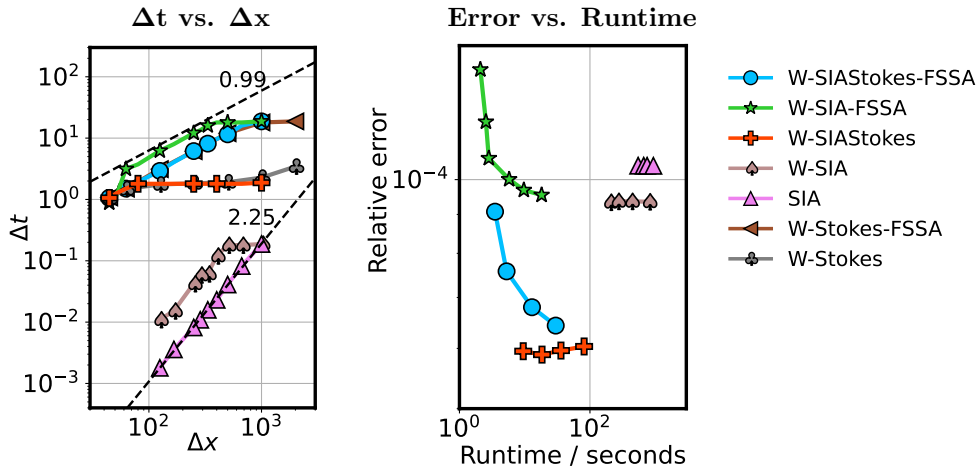 Δt vs. Δx
Error vs. Runtime
10²
10¹
10⁰
10⁻¹
10⁻²
10⁻³
Δt
0.99
2.25
10²
10³
Δx
Relative error
10⁻⁴
10⁰
10²
Runtime / seconds
W-SIAStokes-FSSA
W-SIA-FSSA
W-SIAStokes
W-SIA
SIA
W-Stokes-FSSA
W-Stokes